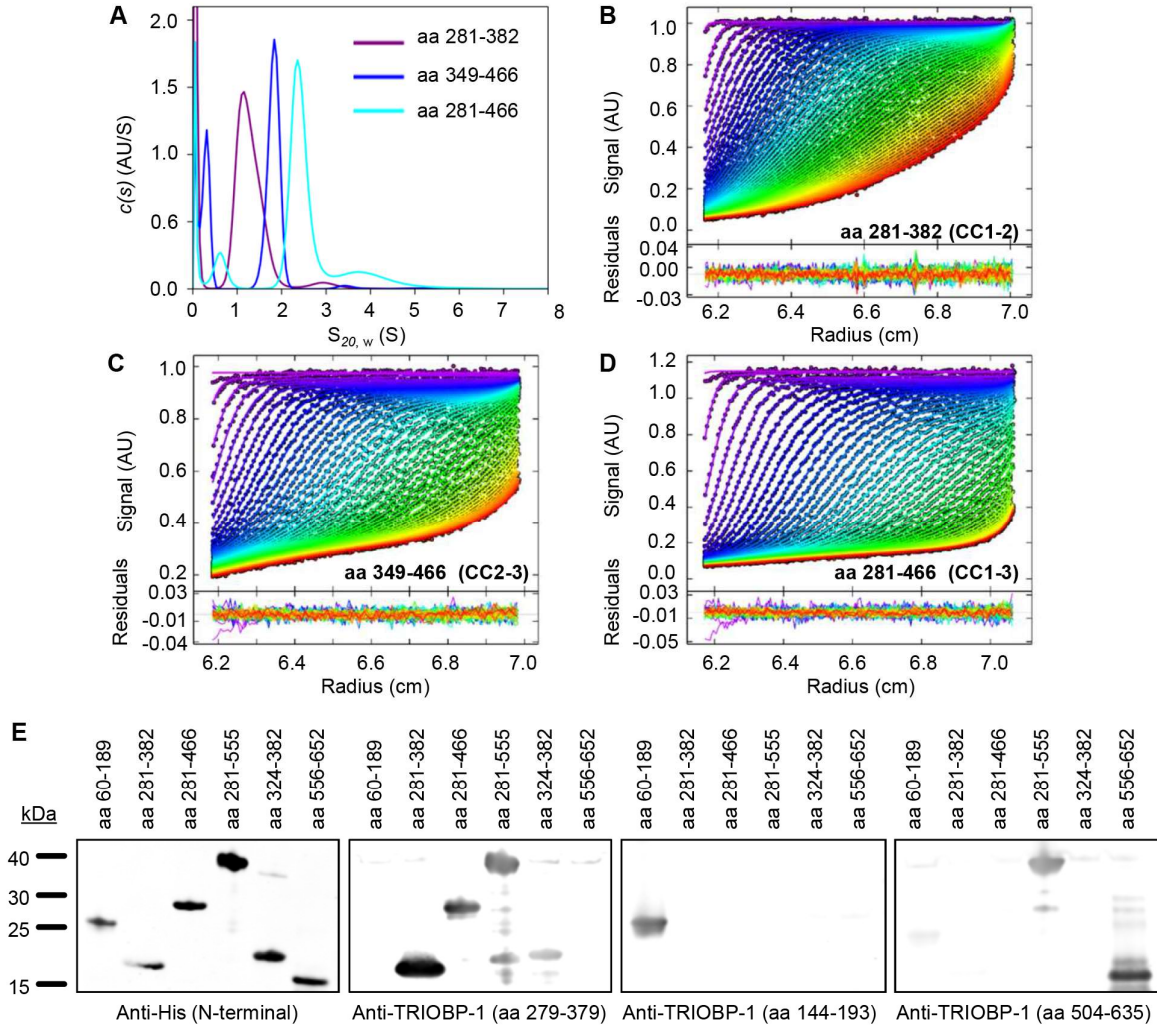 A
2.0
1.5
1.0
0.6
0.0
c(s) (AU/S)
0 1 2 3 4 5 6 7 8
S20, w (S)
aa 281-382
aa 349-466
aa 281-466
B
1.0
0.8
0.6
0.4
0.2
0.0
Signal (AU)
aa 281-382 (CC1-2)
0.04
0.00
-0.03
Residuals
6.2 6.4 6.6 6.8 7.0
Radius (cm)
C
1.0
0.8
0.6
0.4
0.2
Signal (AU)
aa 349-466 (CC2-3)
0.03
-0.01
-0.04
Residuals
6.2 6.4 6.6 6.8 7.0
Radius (cm)
D
1.2
1.0
0.8
0.6
0.4
0.2
0.0
Signal (AU)
aa 281-466 (CC1-3)
0.03
-0.01
-0.05
Residuals
6.2 6.4 6.6 6.8 7.0
Radius (cm)
E
kDa
40
30
25
15
aa 60-189
aa 281-382
aa 281-466
aa 281-555
aa 324-382
aa 556-652
Anti-His (N-terminal)
aa 60-189
aa 281-382
aa 281-466
aa 281-555
aa 324-382
aa 556-652
Anti-TRIOBP-1 (aa 279-379)
aa 60-189
aa 281-382
aa 281-466
aa 281-555
aa 324-382
aa 556-652
Anti-TRIOBP-1 (aa 144-193)
aa 60-189
aa 281-382
aa 281-466
aa 281-555
aa 324-382
aa 556-652
Anti-TRIOBP-1 (aa 504-635)